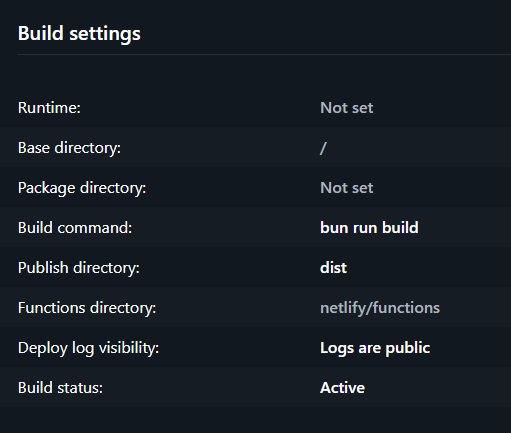 Build settings
Runtime: Not set
Base directory: /
Package directory: Not set
Build command: bun run build
Publish directory: dist
Functions directory: netlify/functions
Deploy log visibility: Logs are public
Build status: Active